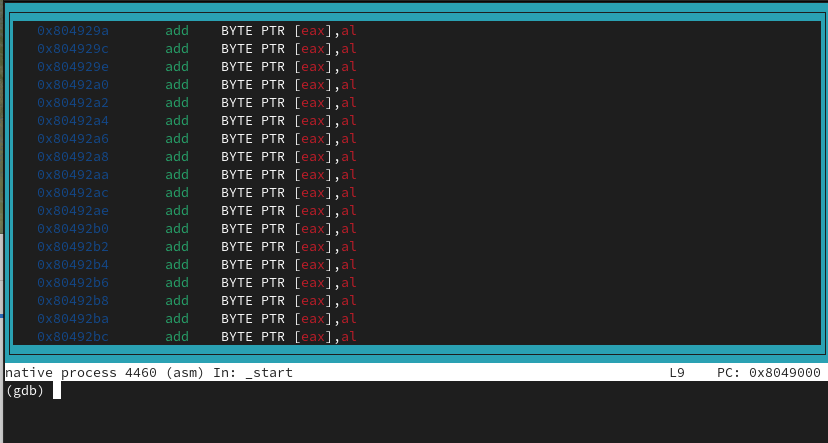 0x804929a add BYTE PTR [eax],al
0x804929c add BYTE PTR [eax],al
0x804929e add BYTE PTR [eax],al
0x80492a0 add BYTE PTR [eax],al
0x80492a2 add BYTE PTR [eax],al
0x80492a4 add BYTE PTR [eax],al
0x80492a6 add BYTE PTR [eax],al
0x80492a8 add BYTE PTR [eax],al
0x80492aa add BYTE PTR [eax],al
0x80492ac add BYTE PTR [eax],al
0x80492ae add BYTE PTR [eax],al
0x80492b0 add BYTE PTR [eax],al
0x80492b2 add BYTE PTR [eax],al
0x80492b4 add BYTE PTR [eax],al
0x80492b6 add BYTE PTR [eax],al
0x80492b8 add BYTE PTR [eax],al
0x80492ba add BYTE PTR [eax],al
0x80492bc add BYTE PTR [eax],al
native process 4460 (asm) In: _start L9 PC: 0x8049000
(gdb)